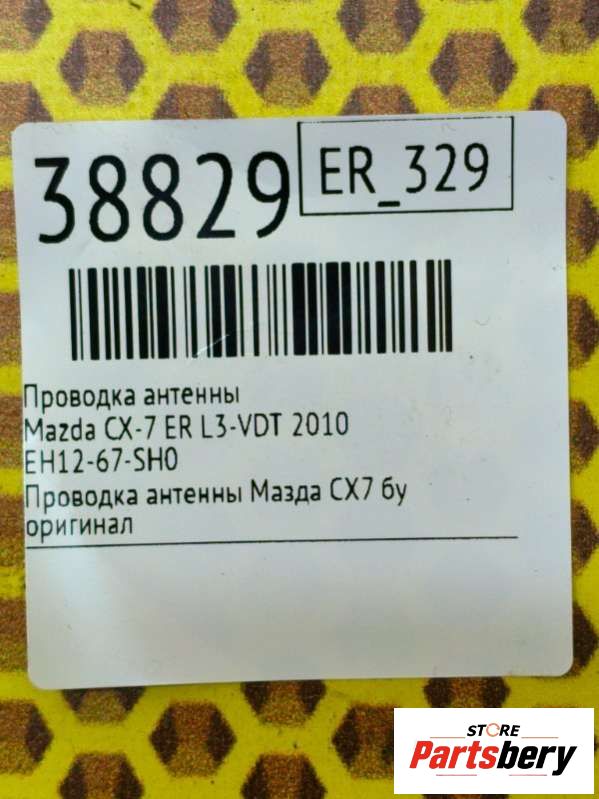 38829
ER_329
Проводка антенны
Mazda CX-7 ER L3-VDT 2010
EH12-67-SH0
Проводка антенны Мазда СХ7 бу
оригинал
STORE
Partsbery